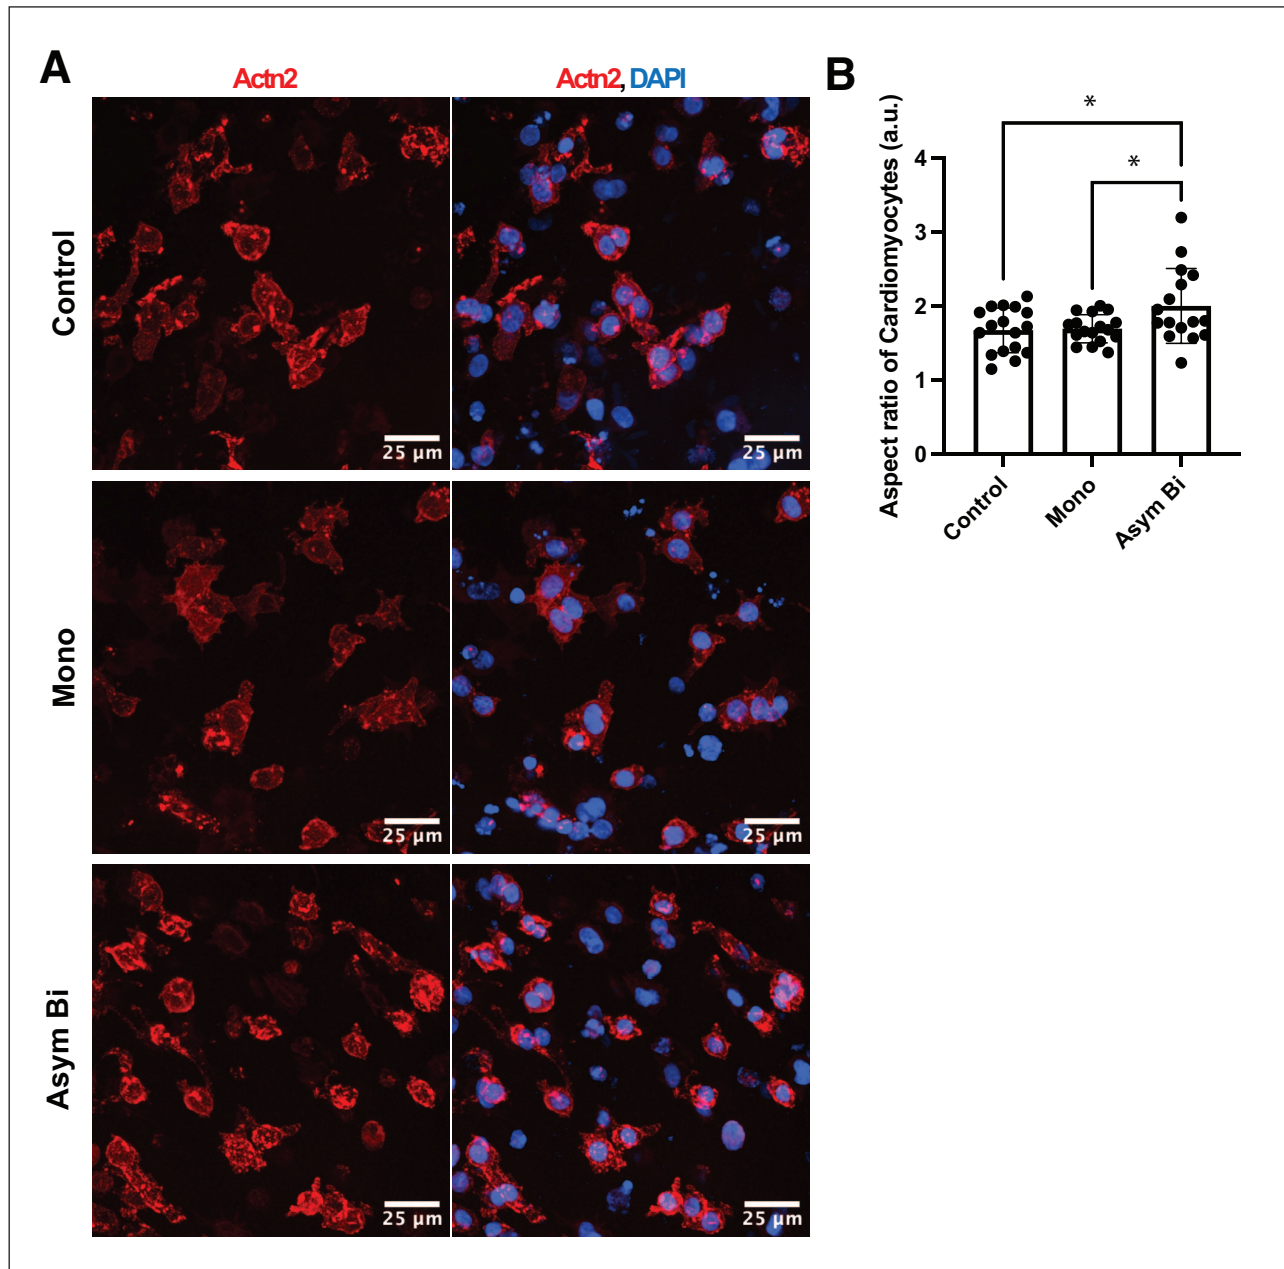 A
Actn2
Actn2, DAPI
Control
25 µm
25 µm
Mono
25 µm
25 µm
Asym Bi
25 µm
25 µm
B
Aspect ratio of Cardiomyocytes (a.u.)
*
*
4
3
2
1
0
Control
Mono
Asym Bi